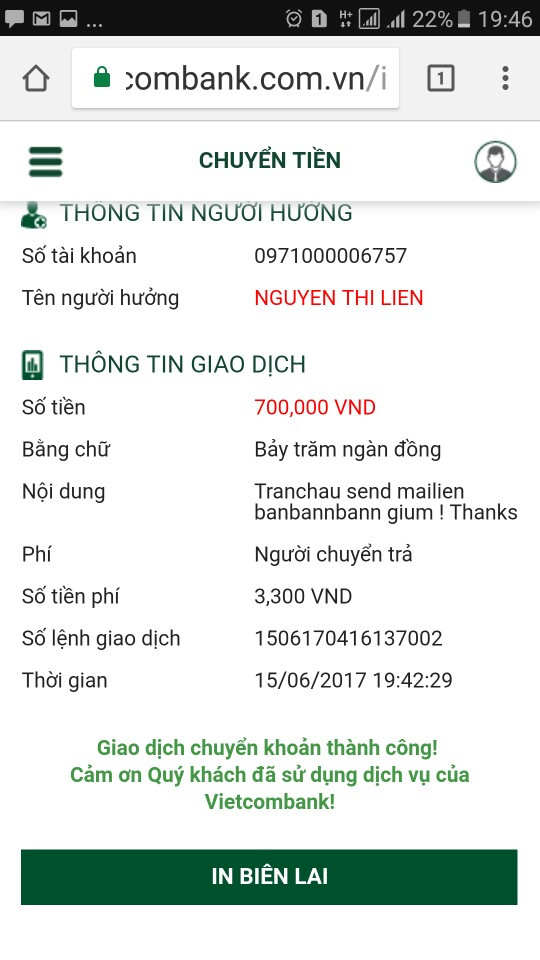 ... 1 H+ 22% 19:46
combank.com.vn/i 1
CHUYỂN TIỀN
THÔNG TIN NGƯỜI HƯỞNG
Số tài khoản 0971000006757
Tên người hưởng NGUYEN THI LIEN
THÔNG TIN GIAO DỊCH
Số tiền 700,000 VND
Bằng chữ Bảy trăm ngàn đồng
Nội dung Tranchau send mailien
banbannbann gium ! Thanks
Phí Người chuyển trả
Số tiền phí 3,300 VND
Số lệnh giao dịch 1506170416137002
Thời gian 15/06/2017 19:42:29
Giao dịch chuyển khoản thành công!
Cảm ơn Quý khách đã sử dụng dịch vụ của
Vietcombank!
IN BIÊN LAI